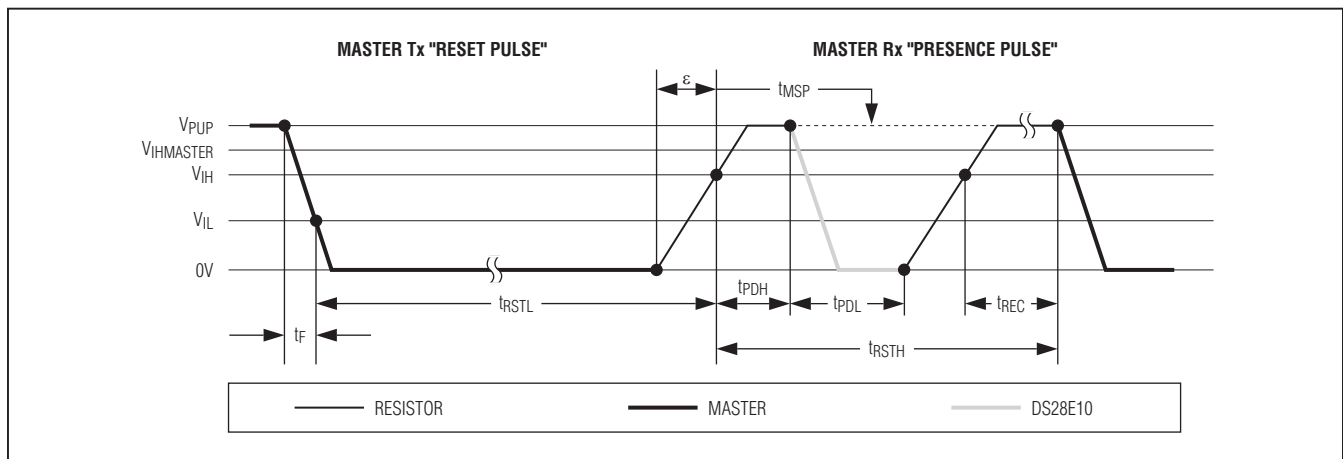 MASTER Tx "RESET PULSE"
MASTER Rx "PRESENCE PULSE"
ε
tMSP
VPUP
VIHMASTER
VIH
VIL
0V
tRSTL
tPDH
tPDL
tREC
tF
tRSTH
RESISTOR
MASTER
DS28E10